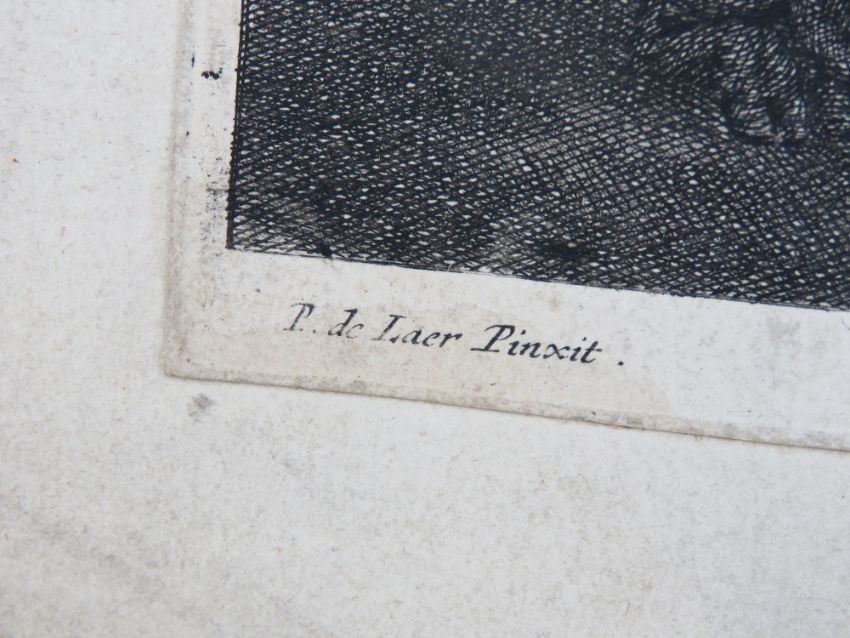 P. de Laer Pinxit .